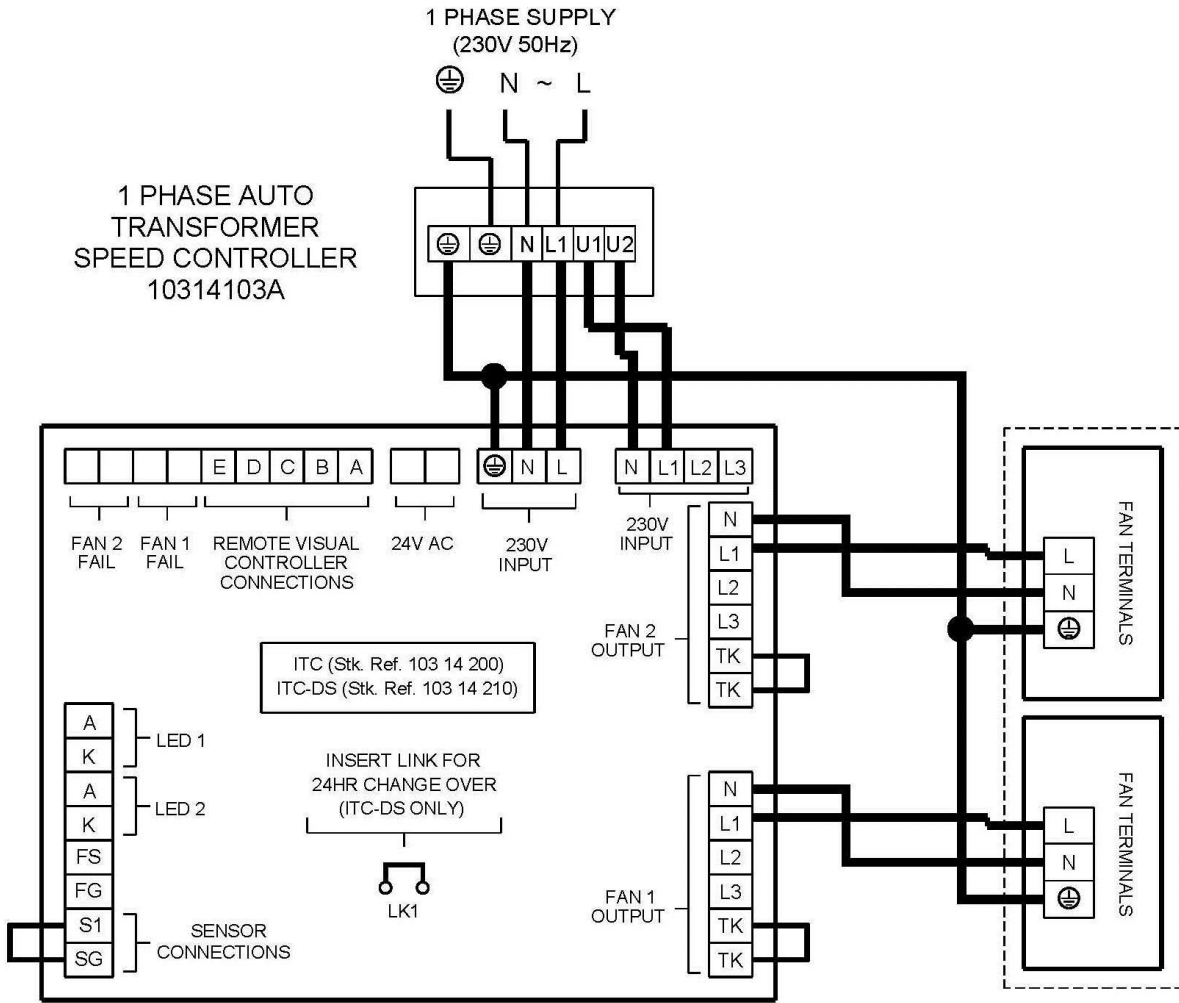 1 PHASE SUPPLY
(230V 50Hz)
N ~ L
1 PHASE AUTO
TRANSFORMER
SPEED CONTROLLER
10314103A
N L1 U1 U2
E D C B A
N L
N L1 L2 L3
FAN 2
FAIL
FAN 1
FAIL
REMOTE VISUAL
CONTROLLER
CONNECTIONS
24V AC
230V
INPUT
230V
INPUT
N
L1
L2
L3
TK
TK
FAN 2
OUTPUT
L
N
FAN TERMINALS
ITC (Stk. Ref. 103 14 200)
ITC-DS (Stk. Ref. 103 14 210)
A
K
LED 1
A
K
LED 2
FS
FG
S1
SG
SENSOR
CONNECTIONS
INSERT LINK FOR
24HR CHANGE OVER
(ITC-DS ONLY)
LK1
N
L1
L2
L3
TK
TK
FAN 1
OUTPUT
L
N
FAN TERMINALS